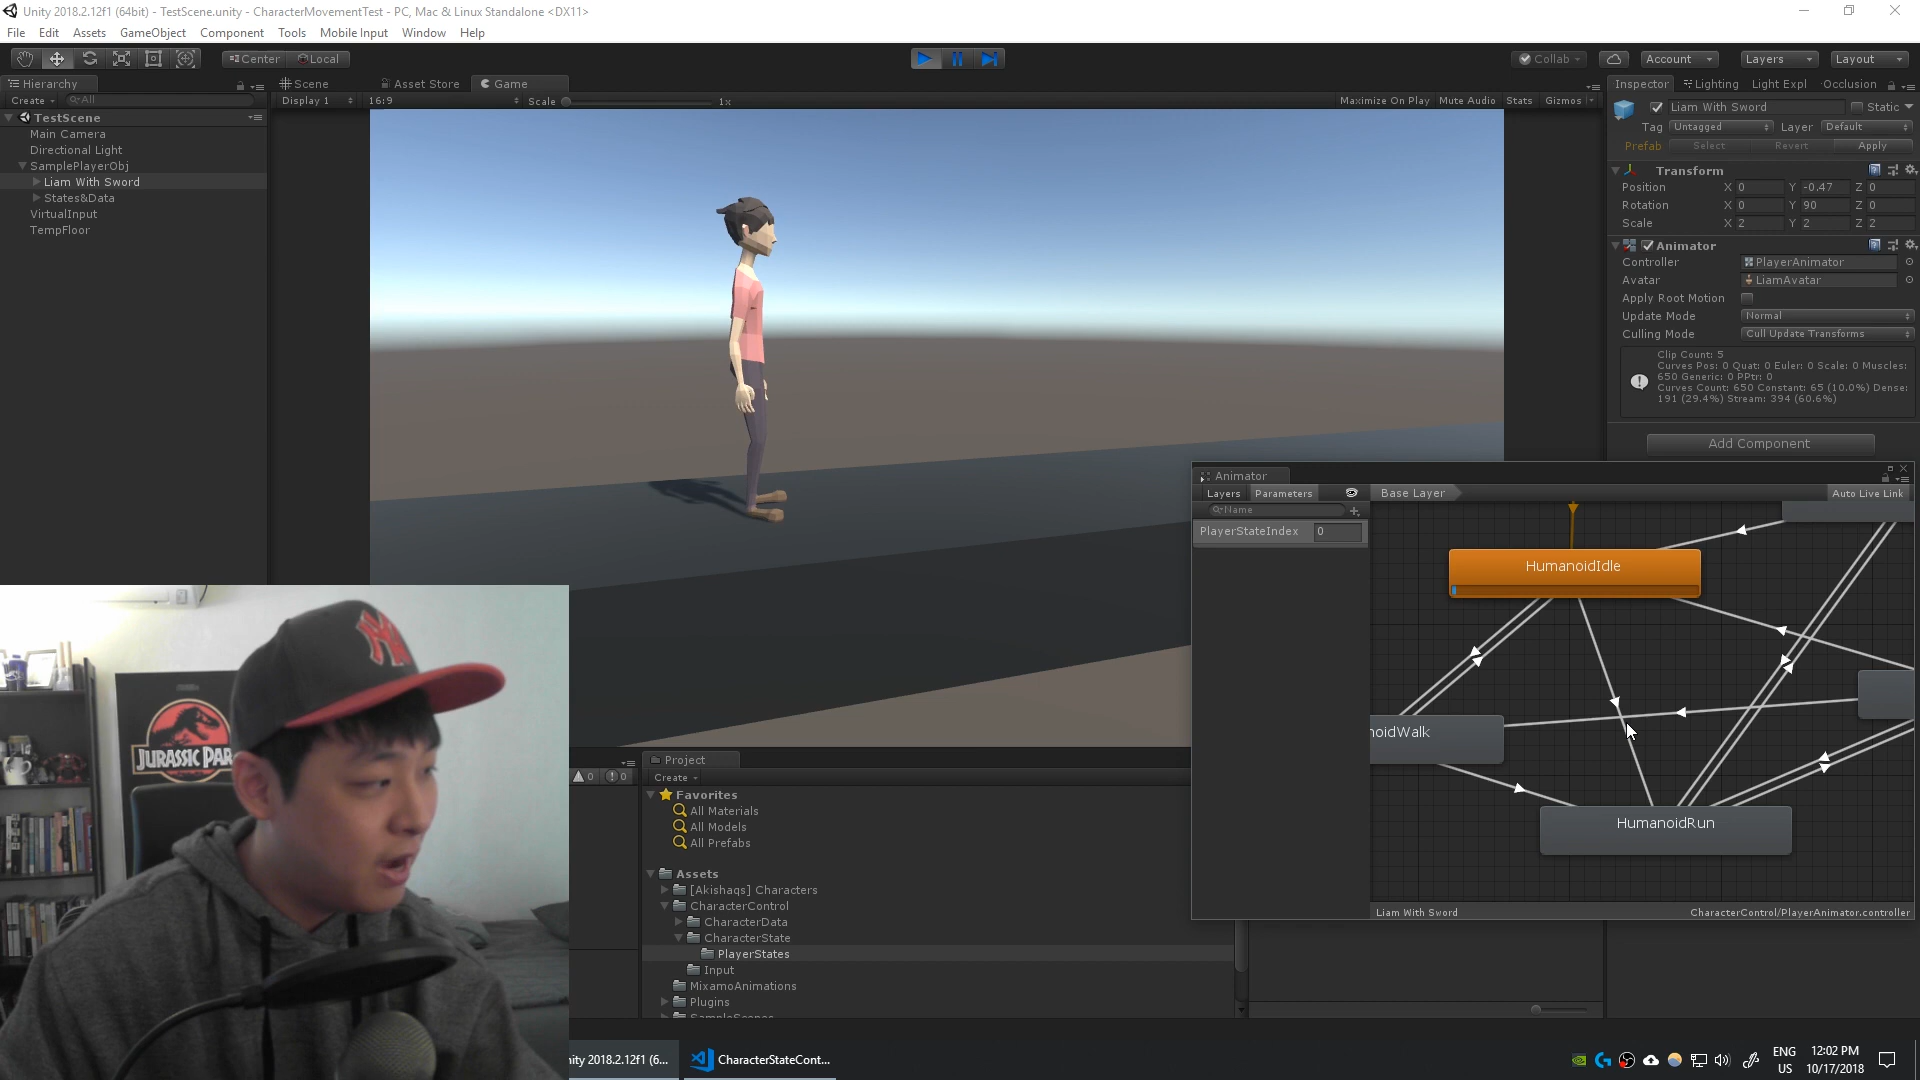 Unity 2018.2.12f1 (64bit) - TestScene.unity - CharacterMovementTest - PC, Mac & Linux Standalone <DX11>
File Edit Assets GameObject Component Tools Mobile Input Window Help
Center Local Collab Account Layers Layout
Hierarchy Scene Asset Store Game Inspector Lighting Light Expl Occlusion
Create All Display 1 16:9 Scale 1x Maximize On Play Mute Audio Stats Gizmos
TestScene
Main Camera
Directional Light
SamplePlayerObj
Liam With Sword
States&Data
VirtualInput
TempFloor
Liam With Sword Static
Tag Untagged Layer Default
Prefab Select Revert Apply
Transform
Position X 0 Y -0.47 Z 0
Rotation X 0 Y 90 Z 0
Scale X 2 Y 2 Z 2
Animator
Controller PlayerAnimator
Avatar LiamAvatar
Apply Root Motion
Update Mode Normal
Culling Mode Cull Update Transforms
Clip Count: 5
Curves Pos: 0 Quat: 0 Euler: 0 Scale: 0 Muscles:
650 Generic: 0 PPtr: 0
Curves Count: 650 Constant: 65 (10.0%) Dense:
191 (29.4%) Stream: 394 (60.6%)
Add Component
Animator
Layers Parameters Base Layer Auto Live Link
Name
PlayerStateIndex 0
HumanoidIdle
noidWalk
HumanoidRun
Liam With Sword CharacterControl/PlayerAnimator.controller
JURASSIC PARK
0 0
Project
Create
Favorites
All Materials
All Models
All Prefabs
Assets
[Akishaqs] Characters
CharacterControl
CharacterData
CharacterState
PlayerStates
Input
MixamoAnimations
Plugins
SampleScenes
nity 2018.2.12f1 (6... CharacterStateCont...
ENG
US
12:02 PM
10/17/2018